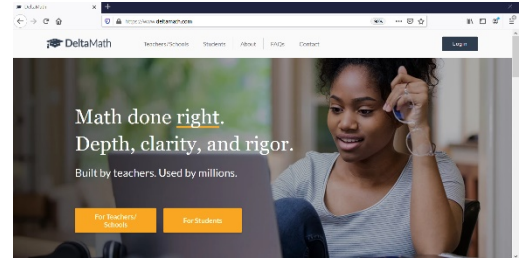 DeltaMath
https://www.deltamath.com
90%
DeltaMath
Teachers/Schools Students About FAQs Contact
Log In
Math done right.
Depth, clarity, and rigor.
Built by teachers. Used by millions.
For Teachers/
Schools
For Students